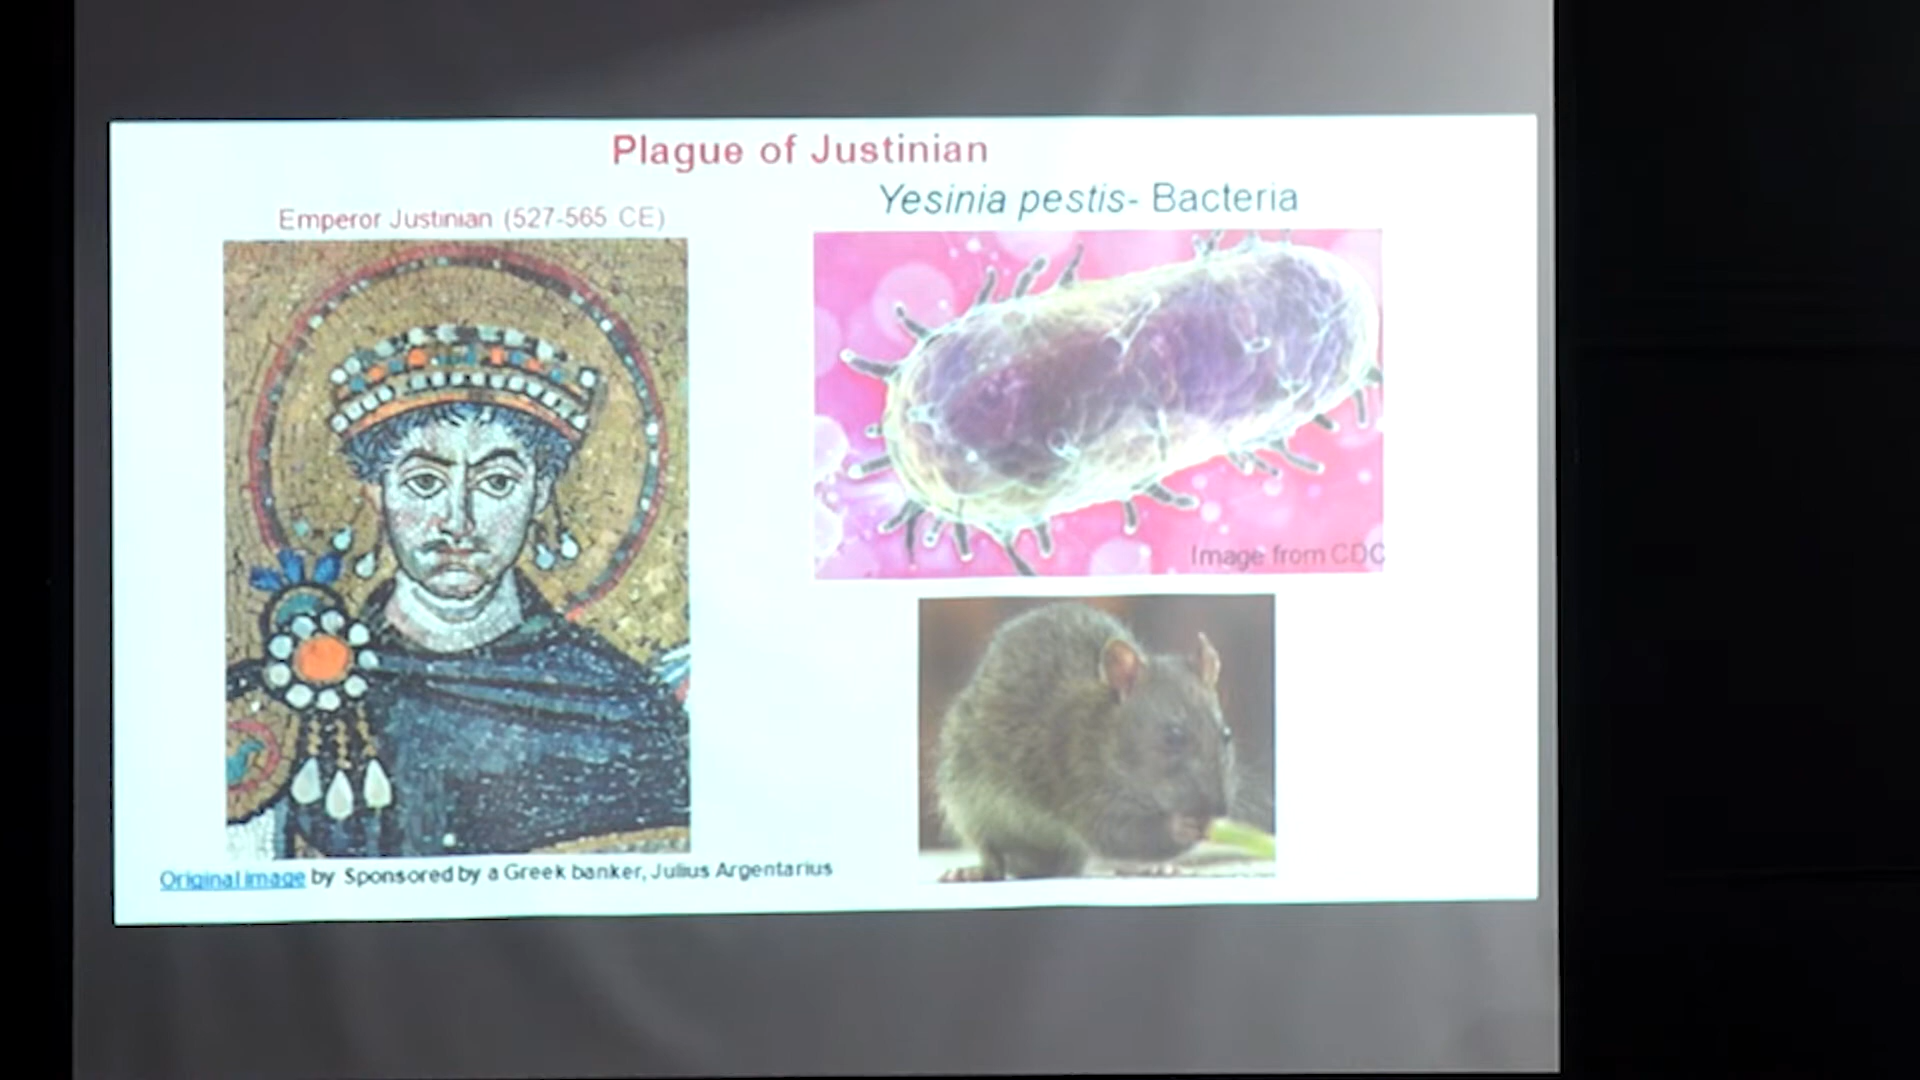 Plague of Justinian
Emperor Justinian (527-565 CE)
Yesinia pestis- Bacteria
Image from CDC
Original image by Sponsored by a Greek banker, Julius Argentarius